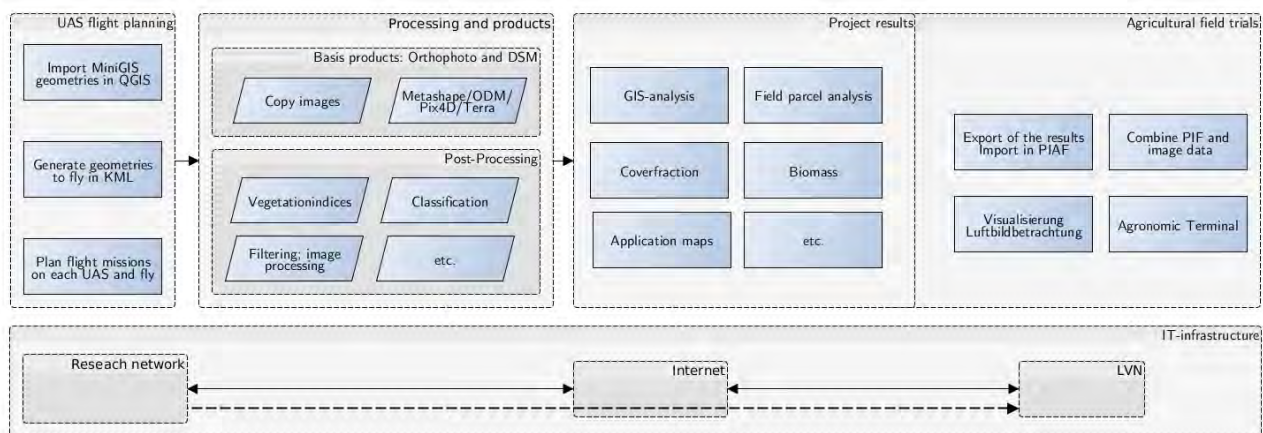 UAS flight planning
Import MiniGIS
geometries in QGIS
Generate geometries
to fly in KML
Plan flight missions
on each UAS and fly
Processing and products
Basis products: Orthophoto and DSM
Copy images
Metashape/ODM/
Pix4D/Terra
Post-Processing
Vegetationindices
Classification
Filtering; image
processing
etc.
Project results
GIS-analysis
Field parcel analysis
Coverfraction
Biomass
Application maps
etc.
Agricultural field trials
Export of the results
Import in PIAF
Combine PIF and
image data
Visualisierung
Luftbildbetrachtung
Agronomic Terminal
IT-infrastructure
Reseach network
Internet
LVN